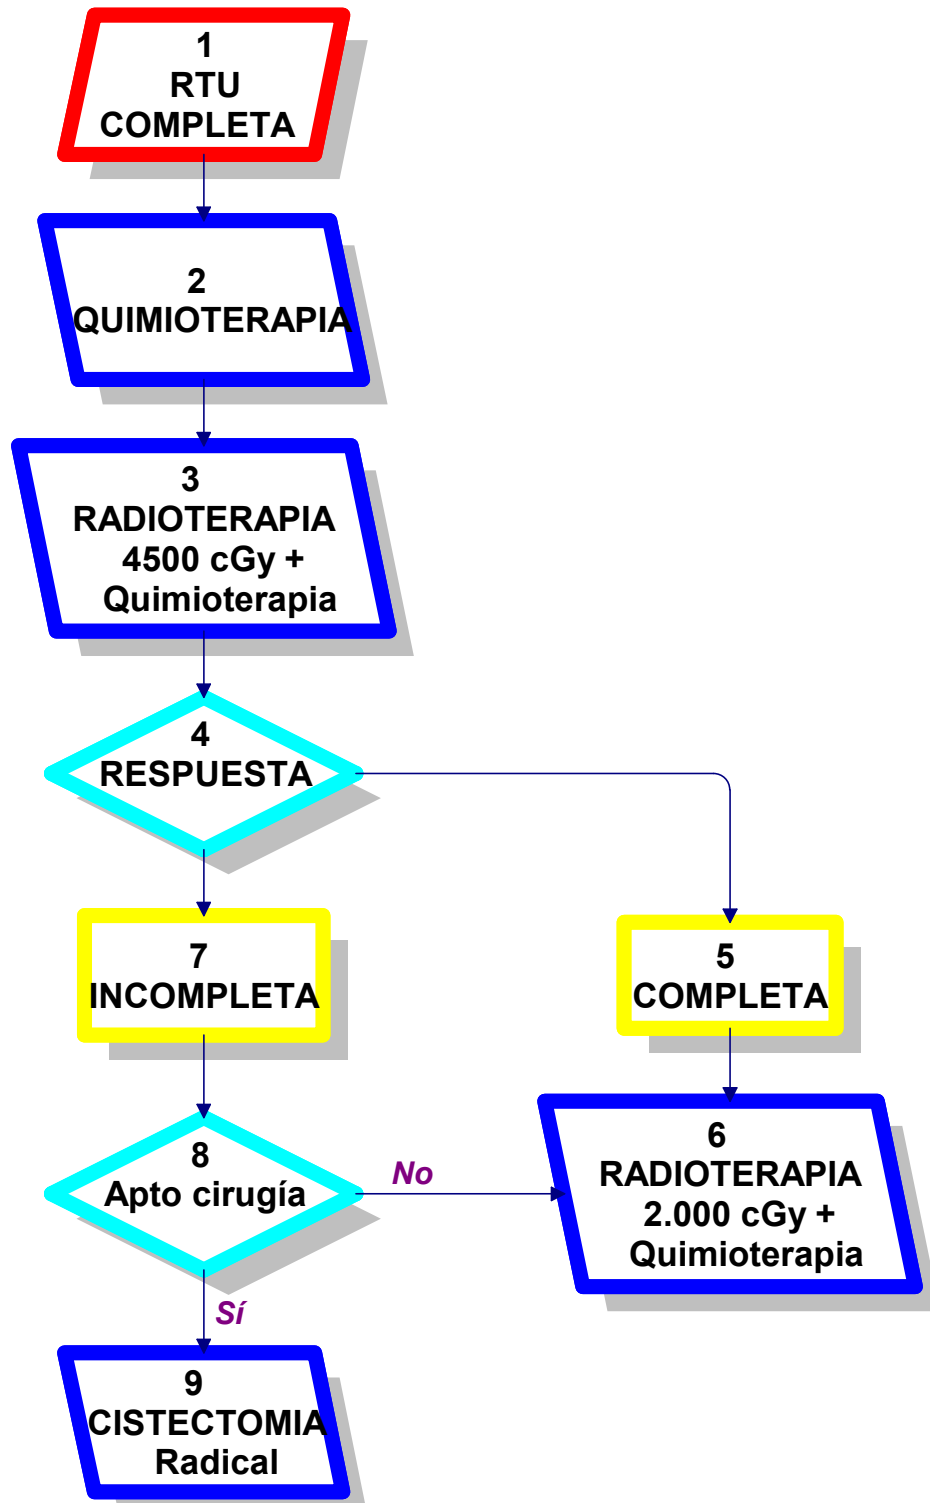 1
RTU
COMPLETA
2
QUIMIOTERAPIA
3
RADIOTERAPIA
4500 cGy +
Quimioterapia
4
RESPUESTA
7
INCOMPLETA
5
COMPLETA
8
Apto cirugía
No
6
RADIOTERAPIA
2.000 cGy +
Quimioterapia
Sí
9
CISTECTOMIA
Radical